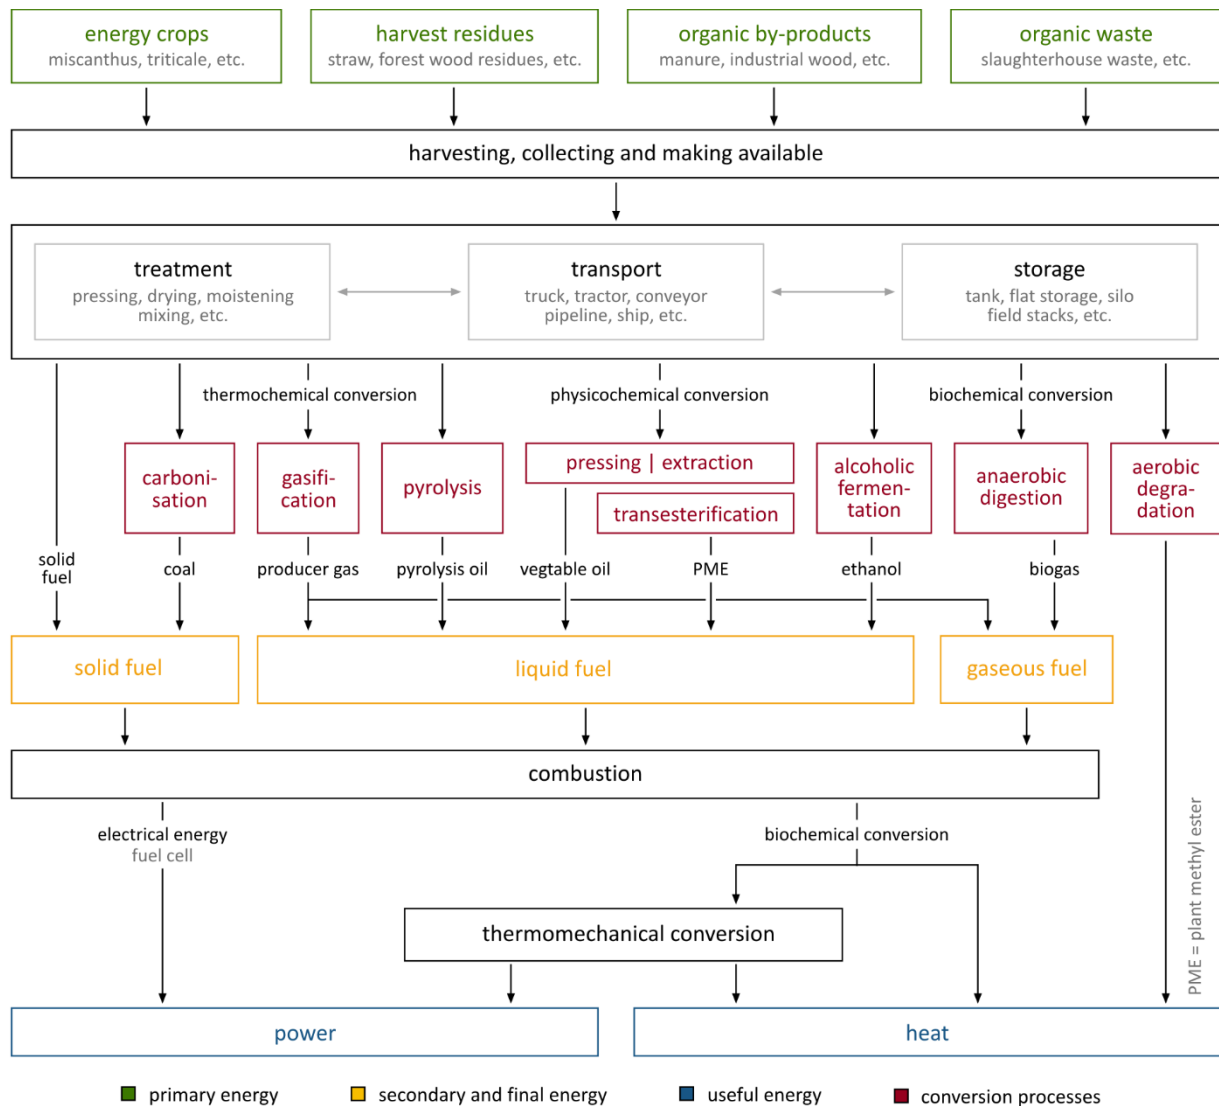 energy crops
miscanthus, triticale, etc.
harvest residues
straw, forest wood residues, etc.
organic by-products
manure, industrial wood, etc.
organic waste
slaughterhouse waste, etc.
harvesting, collecting and making available
treatment
pressing, drying, moistening
mixing, etc.
transport
truck, tractor, conveyor
pipeline, ship, etc.
storage
tank, flat storage, silo
field stacks, etc.
thermochemical conversion
physicochemical conversion
biochemical conversion
carboni-
sation
gasifi-
cation
pyrolysis
pressing | extraction
transesterification
alcoholic
fermen-
tation
anaerobic
digestion
aerobic
degra-
dation
solid
fuel
coal
producer gas
pyrolysis oil
vegtable oil
PME
ethanol
biogas
solid fuel
liquid fuel
gaseous fuel
combustion
electrical energy
fuel cell
biochemical conversion
thermomechanical conversion
PME = plant methyl ester
power
heat
primary energy
secondary and final energy
useful energy
conversion processes